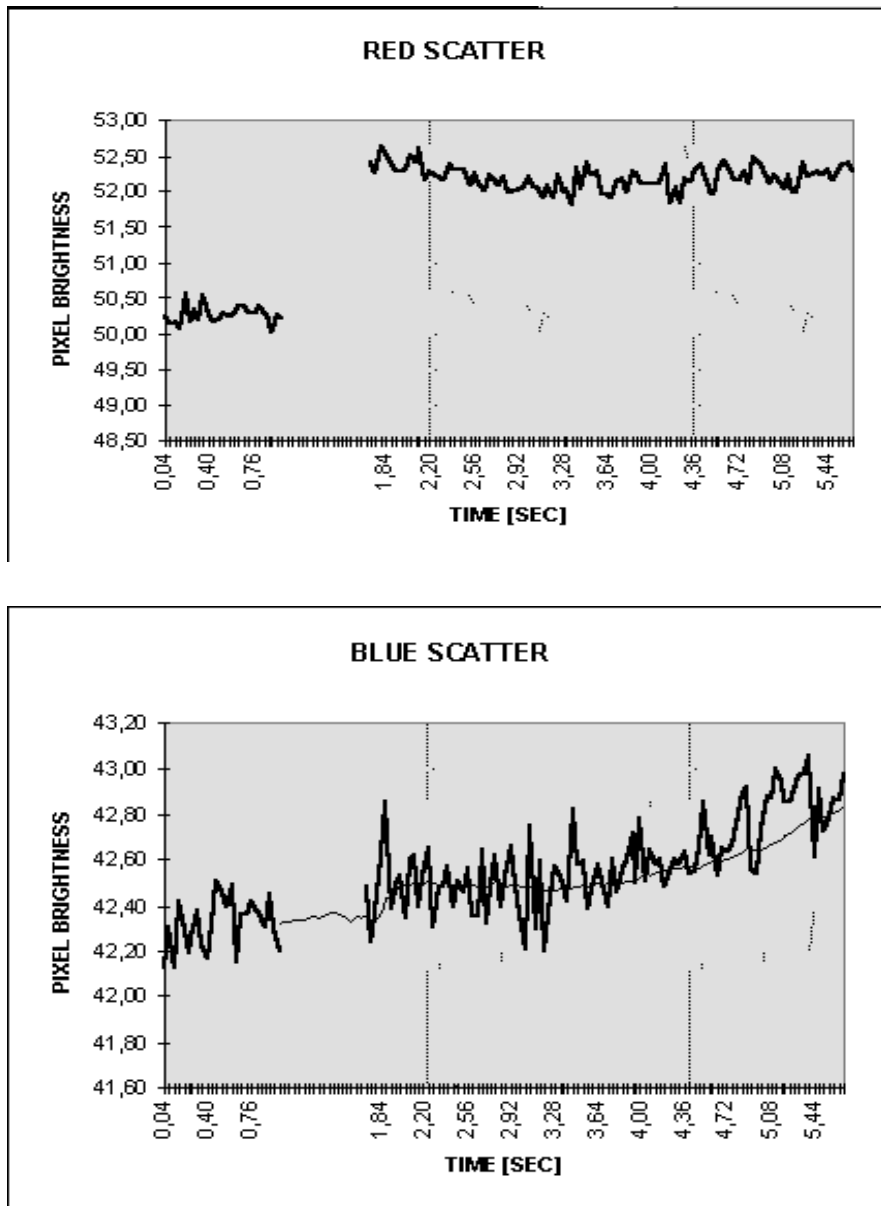 RED SCATTER
PIXEL BRIGHTNESS
53,00
52,50
52,00
51,50
51,00
50,50
50,00
49,50
49,00
48,50
0,04 0,40 0,76 1,84 2,20 2,56 2,92 3,28 3,64 4,00 4,36 4,72 5,08 5,44
TIME [SEC]
BLUE SCATTER
PIXEL BRIGHTNESS
43,20
43,00
42,80
42,60
42,40
42,20
42,00
41,80
41,60
0,04 0,40 0,76 1,84 2,20 2,56 2,92 3,28 3,64 4,00 4,36 4,72 5,08 5,44
TIME [SEC]